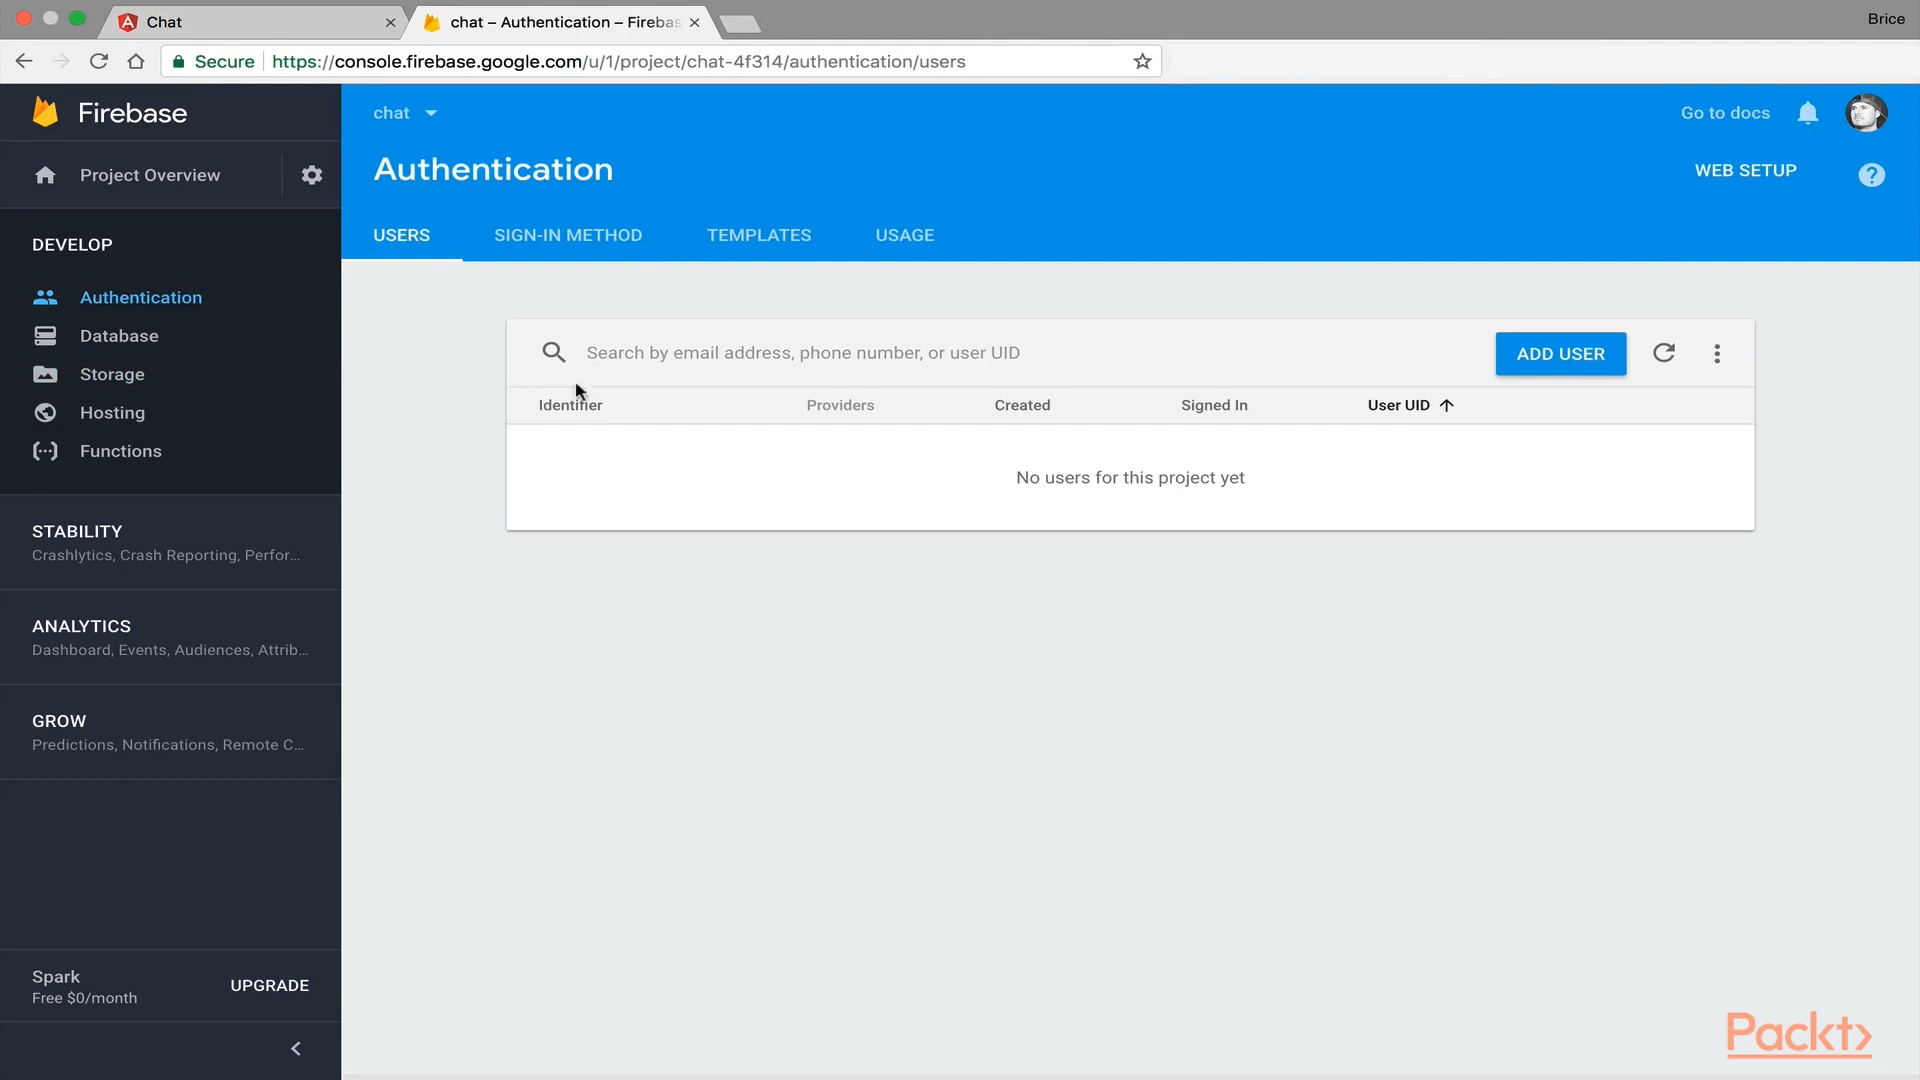 Chat
chat – Authentication – Firebas
Brice
Secure
https://console.firebase.google.com/u/1/project/chat-4f314/authentication/users
Firebase
Project Overview
DEVELOP
Authentication
Database
Storage
Hosting
Functions
STABILITY
Crashlytics, Crash Reporting, Perfor...
ANALYTICS
Dashboard, Events, Audiences, Attrib...
GROW
Predictions, Notifications, Remote C...
Spark
Free $0/month
UPGRADE
chat
Go to docs
Authentication
WEB SETUP
USERS
SIGN-IN METHOD
TEMPLATES
USAGE
Search by email address, phone number, or user UID
ADD USER
Identifier
Providers
Created
Signed In
User UID
No users for this project yet
Packt